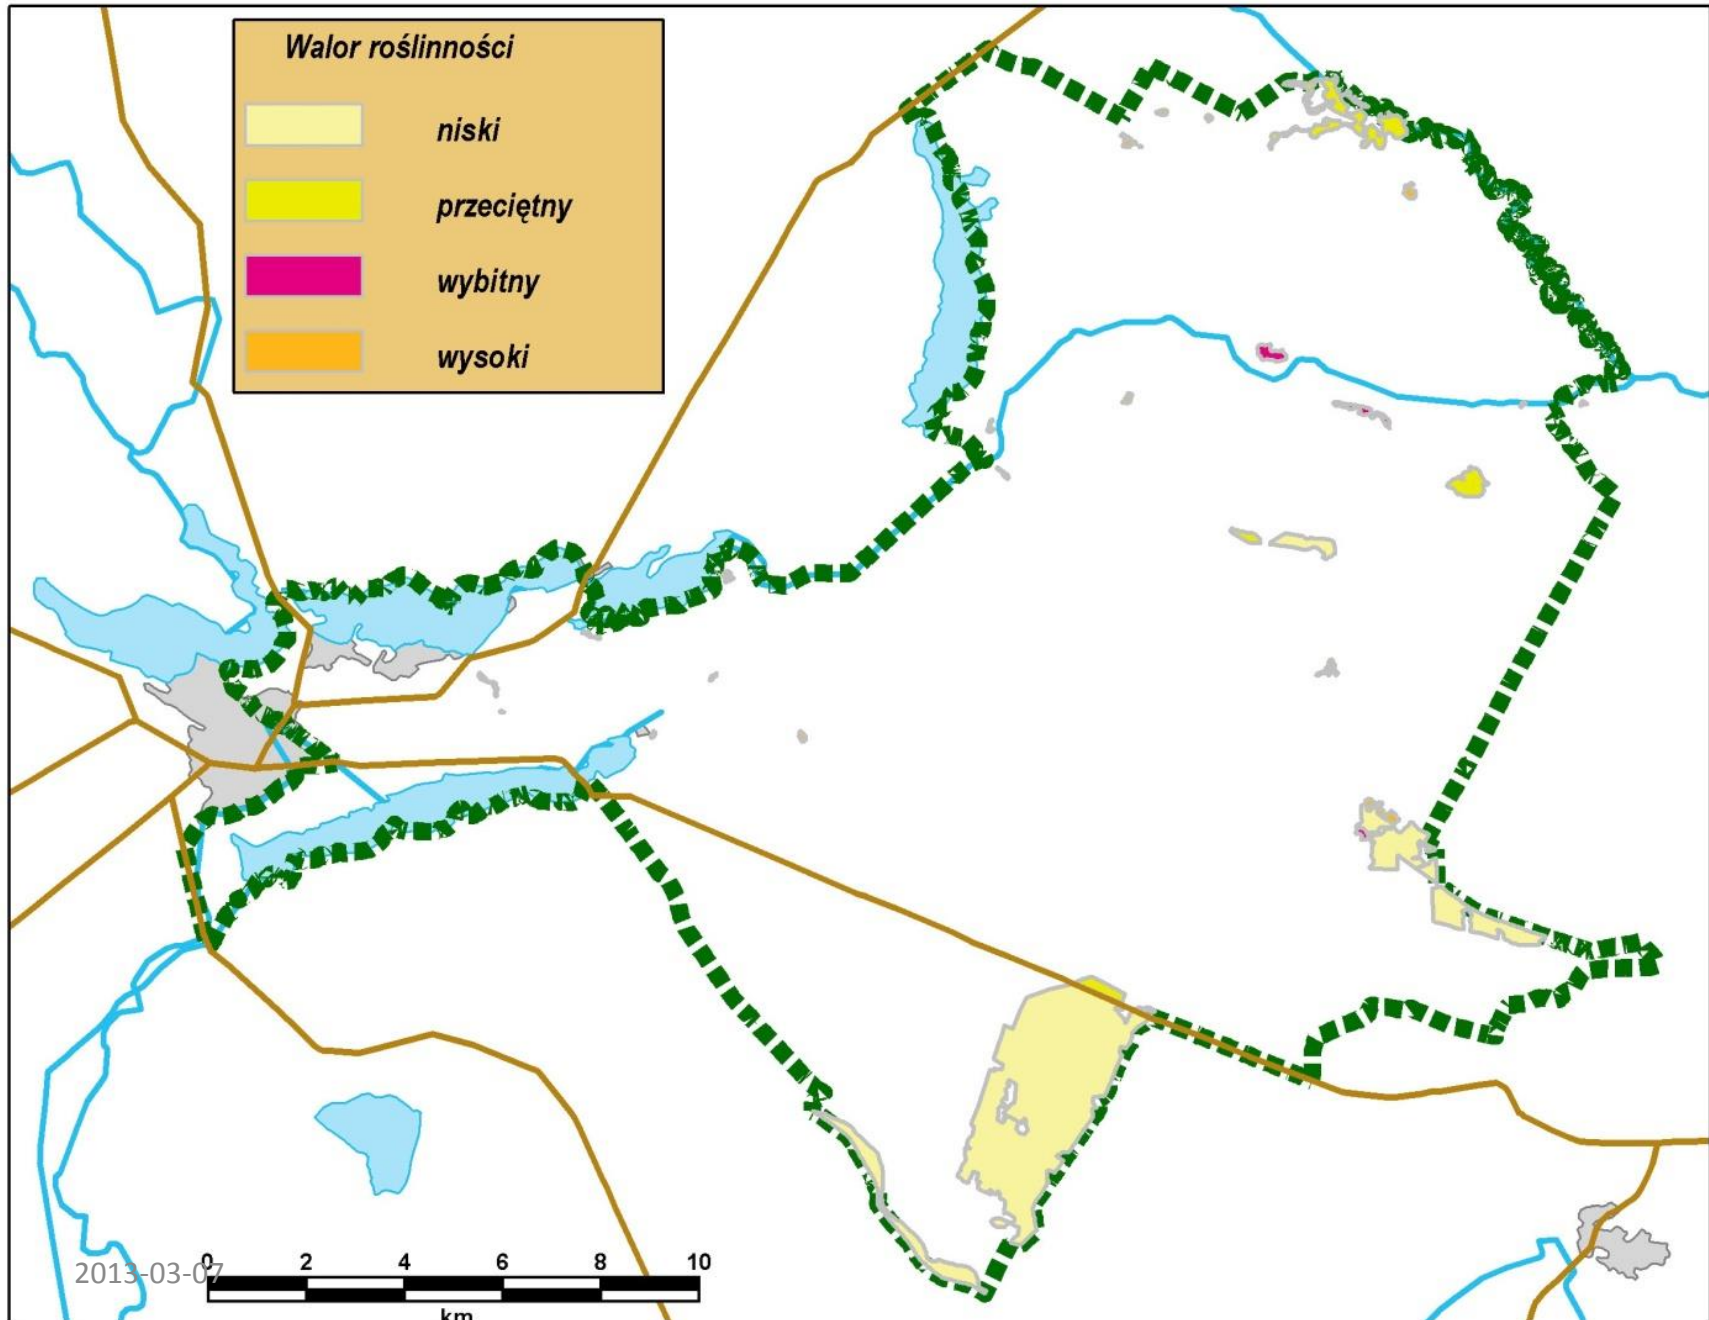 Walor roślinności
niski
przeciętny
wybitny
wysoki
0 2 4 6 8 10
2013-03-07
km